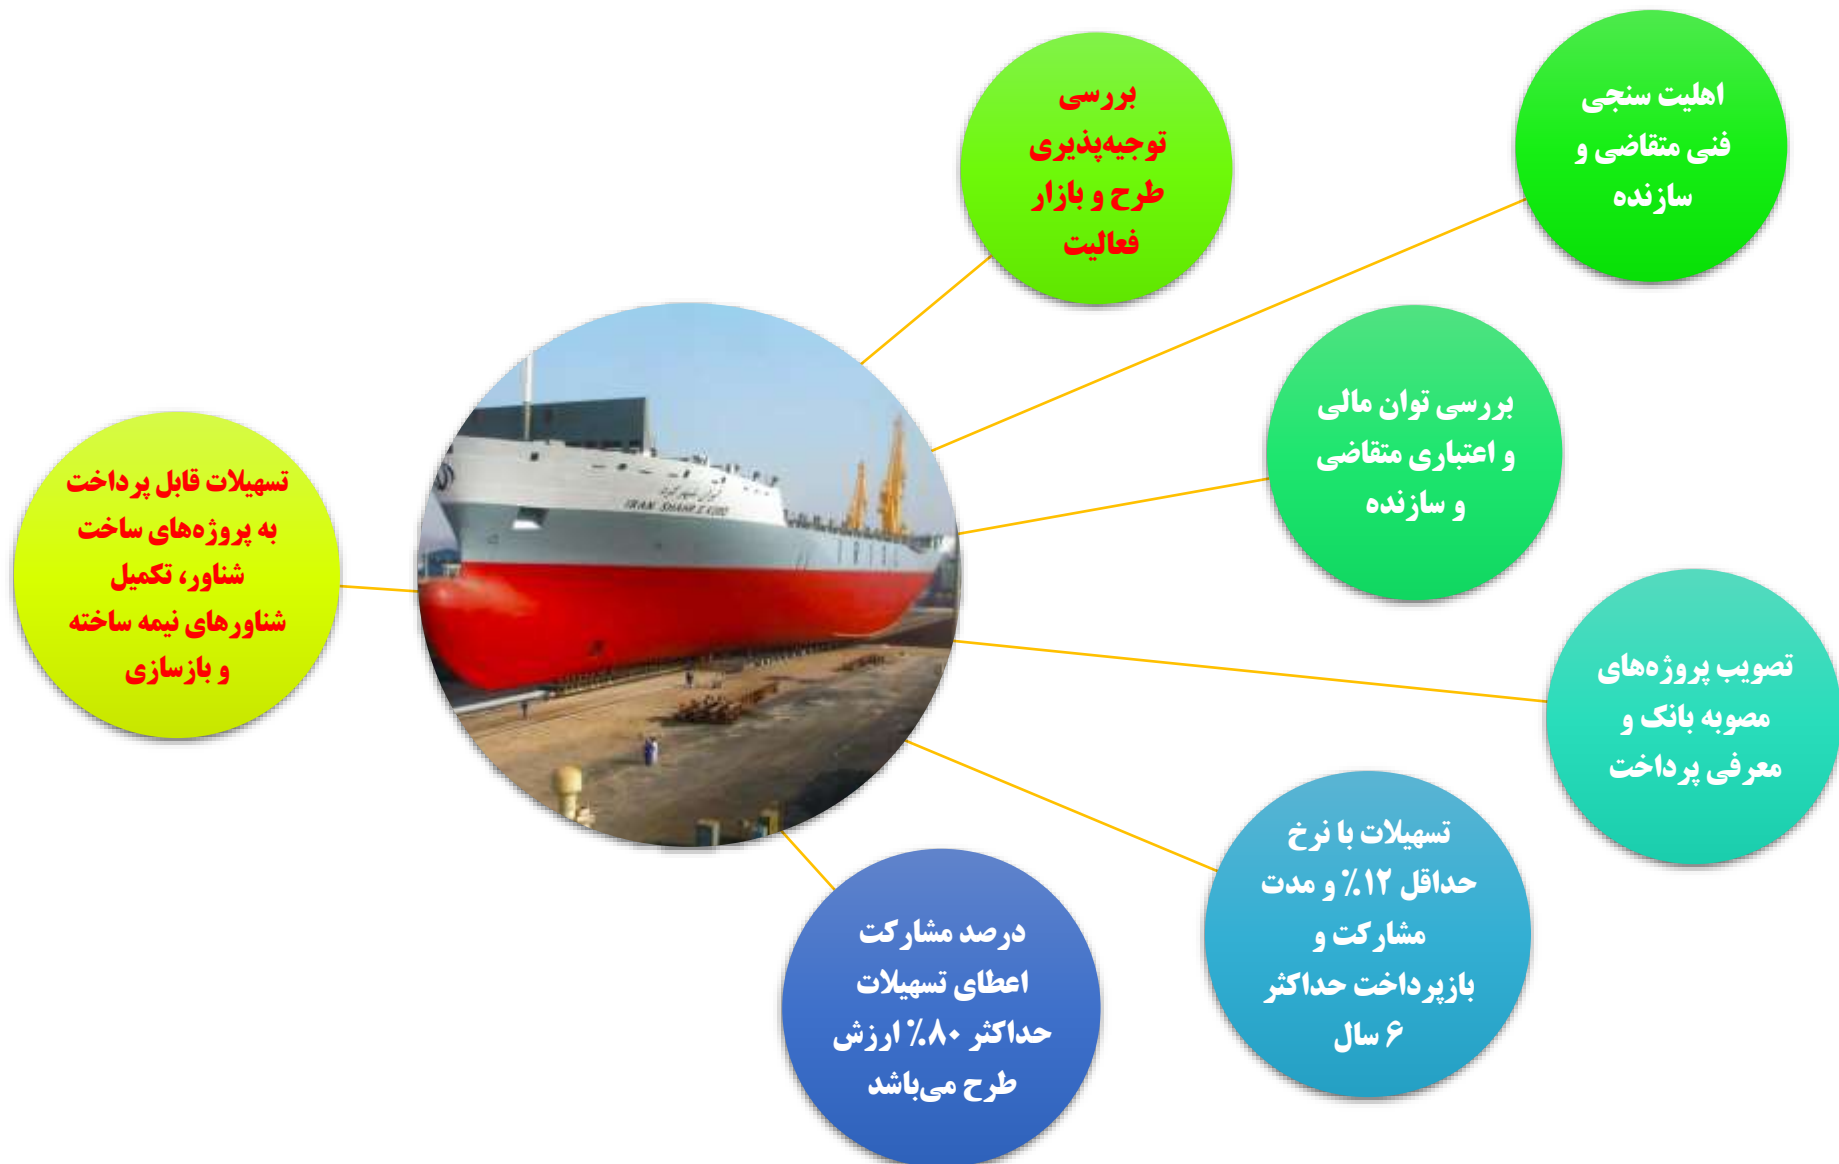 بررسی
توجیه‌پذیری
طرح و بازار
فعالیت
اهلیت سنجی
فنی متقاضی و
سازنده
بررسی توان مالی
و اعتباری متقاضی
و سازنده
تصویب پروژه‌های
مصوبه بانک و
معرفی پرداخت
تسهیلات با نرخ
حداقل ۱۲٪ و مدت
مشارکت و
بازپرداخت حداکثر
۶ سال
درصد مشارکت
اعطای تسهیلات
حداکثر ۸۰٪ ارزش
طرح می‌باشد
تسهیلات قابل پرداخت
به پروژه‌های ساخت
شناور، تکمیل
شناورهای نیمه ساخته
و بازسازی
IRAN SHAHR E KORD
I R I S L